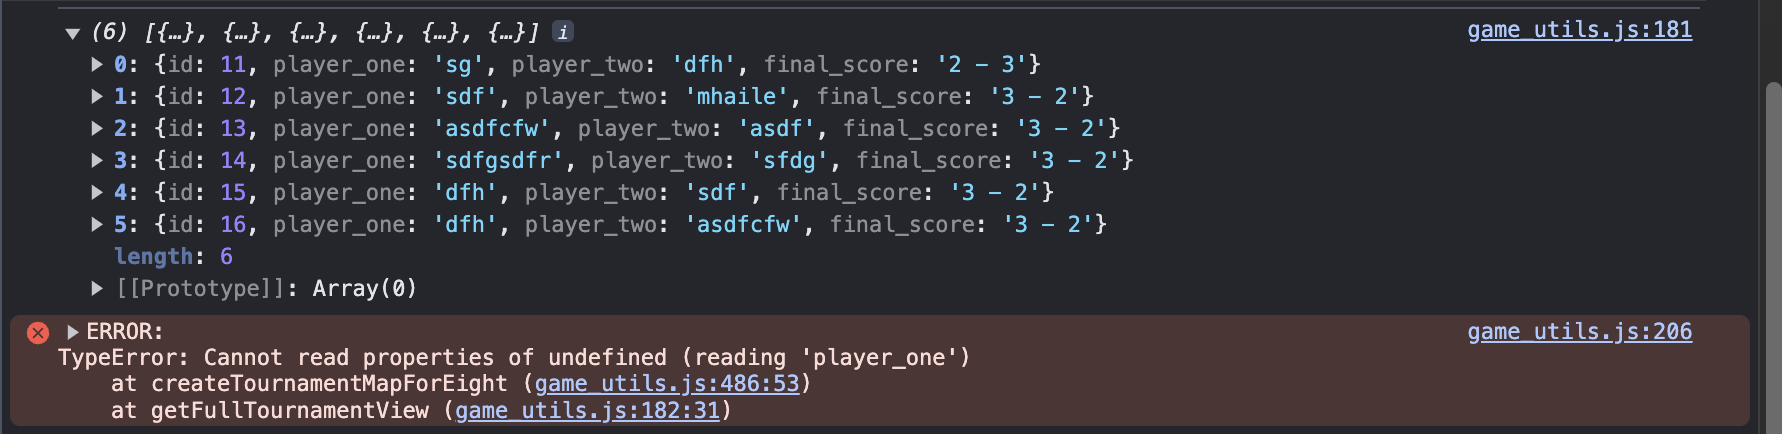 (6) [{…}, {…}, {…}, {…}, {…}, {…}] i game_utils.js:181
0: {id: 11, player_one: 'sg', player_two: 'dfh', final_score: '2 - 3'}
1: {id: 12, player_one: 'sdf', player_two: 'mhaile', final_score: '3 - 2'}
2: {id: 13, player_one: 'asdfcfw', player_two: 'asdf', final_score: '3 - 2'}
3: {id: 14, player_one: 'sdfgsdfr', player_two: 'sfdg', final_score: '3 - 2'}
4: {id: 15, player_one: 'dfh', player_two: 'sdf', final_score: '3 - 2'}
5: {id: 16, player_one: 'dfh', player_two: 'asdfcfw', final_score: '3 - 2'}
length: 6
[[Prototype]]: Array(0)
ERROR: game_utils.js:206
TypeError: Cannot read properties of undefined (reading 'player_one')
at createTournamentMapForEight (game_utils.js:486:53)
at getFullTournamentView (game_utils.js:182:31)